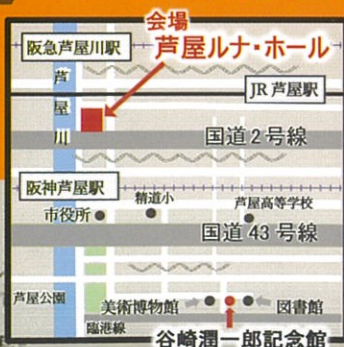 会場
芦屋ルナ・ホール
阪急芦屋川駅
JR 芦屋駅
芦屋川
国道2号線
阪神芦屋駅
精道小
市役所
芦屋高等学校
国道43号線
芦屋公園
美術博物館
図書館
臨港線
谷崎潤一郎記念館